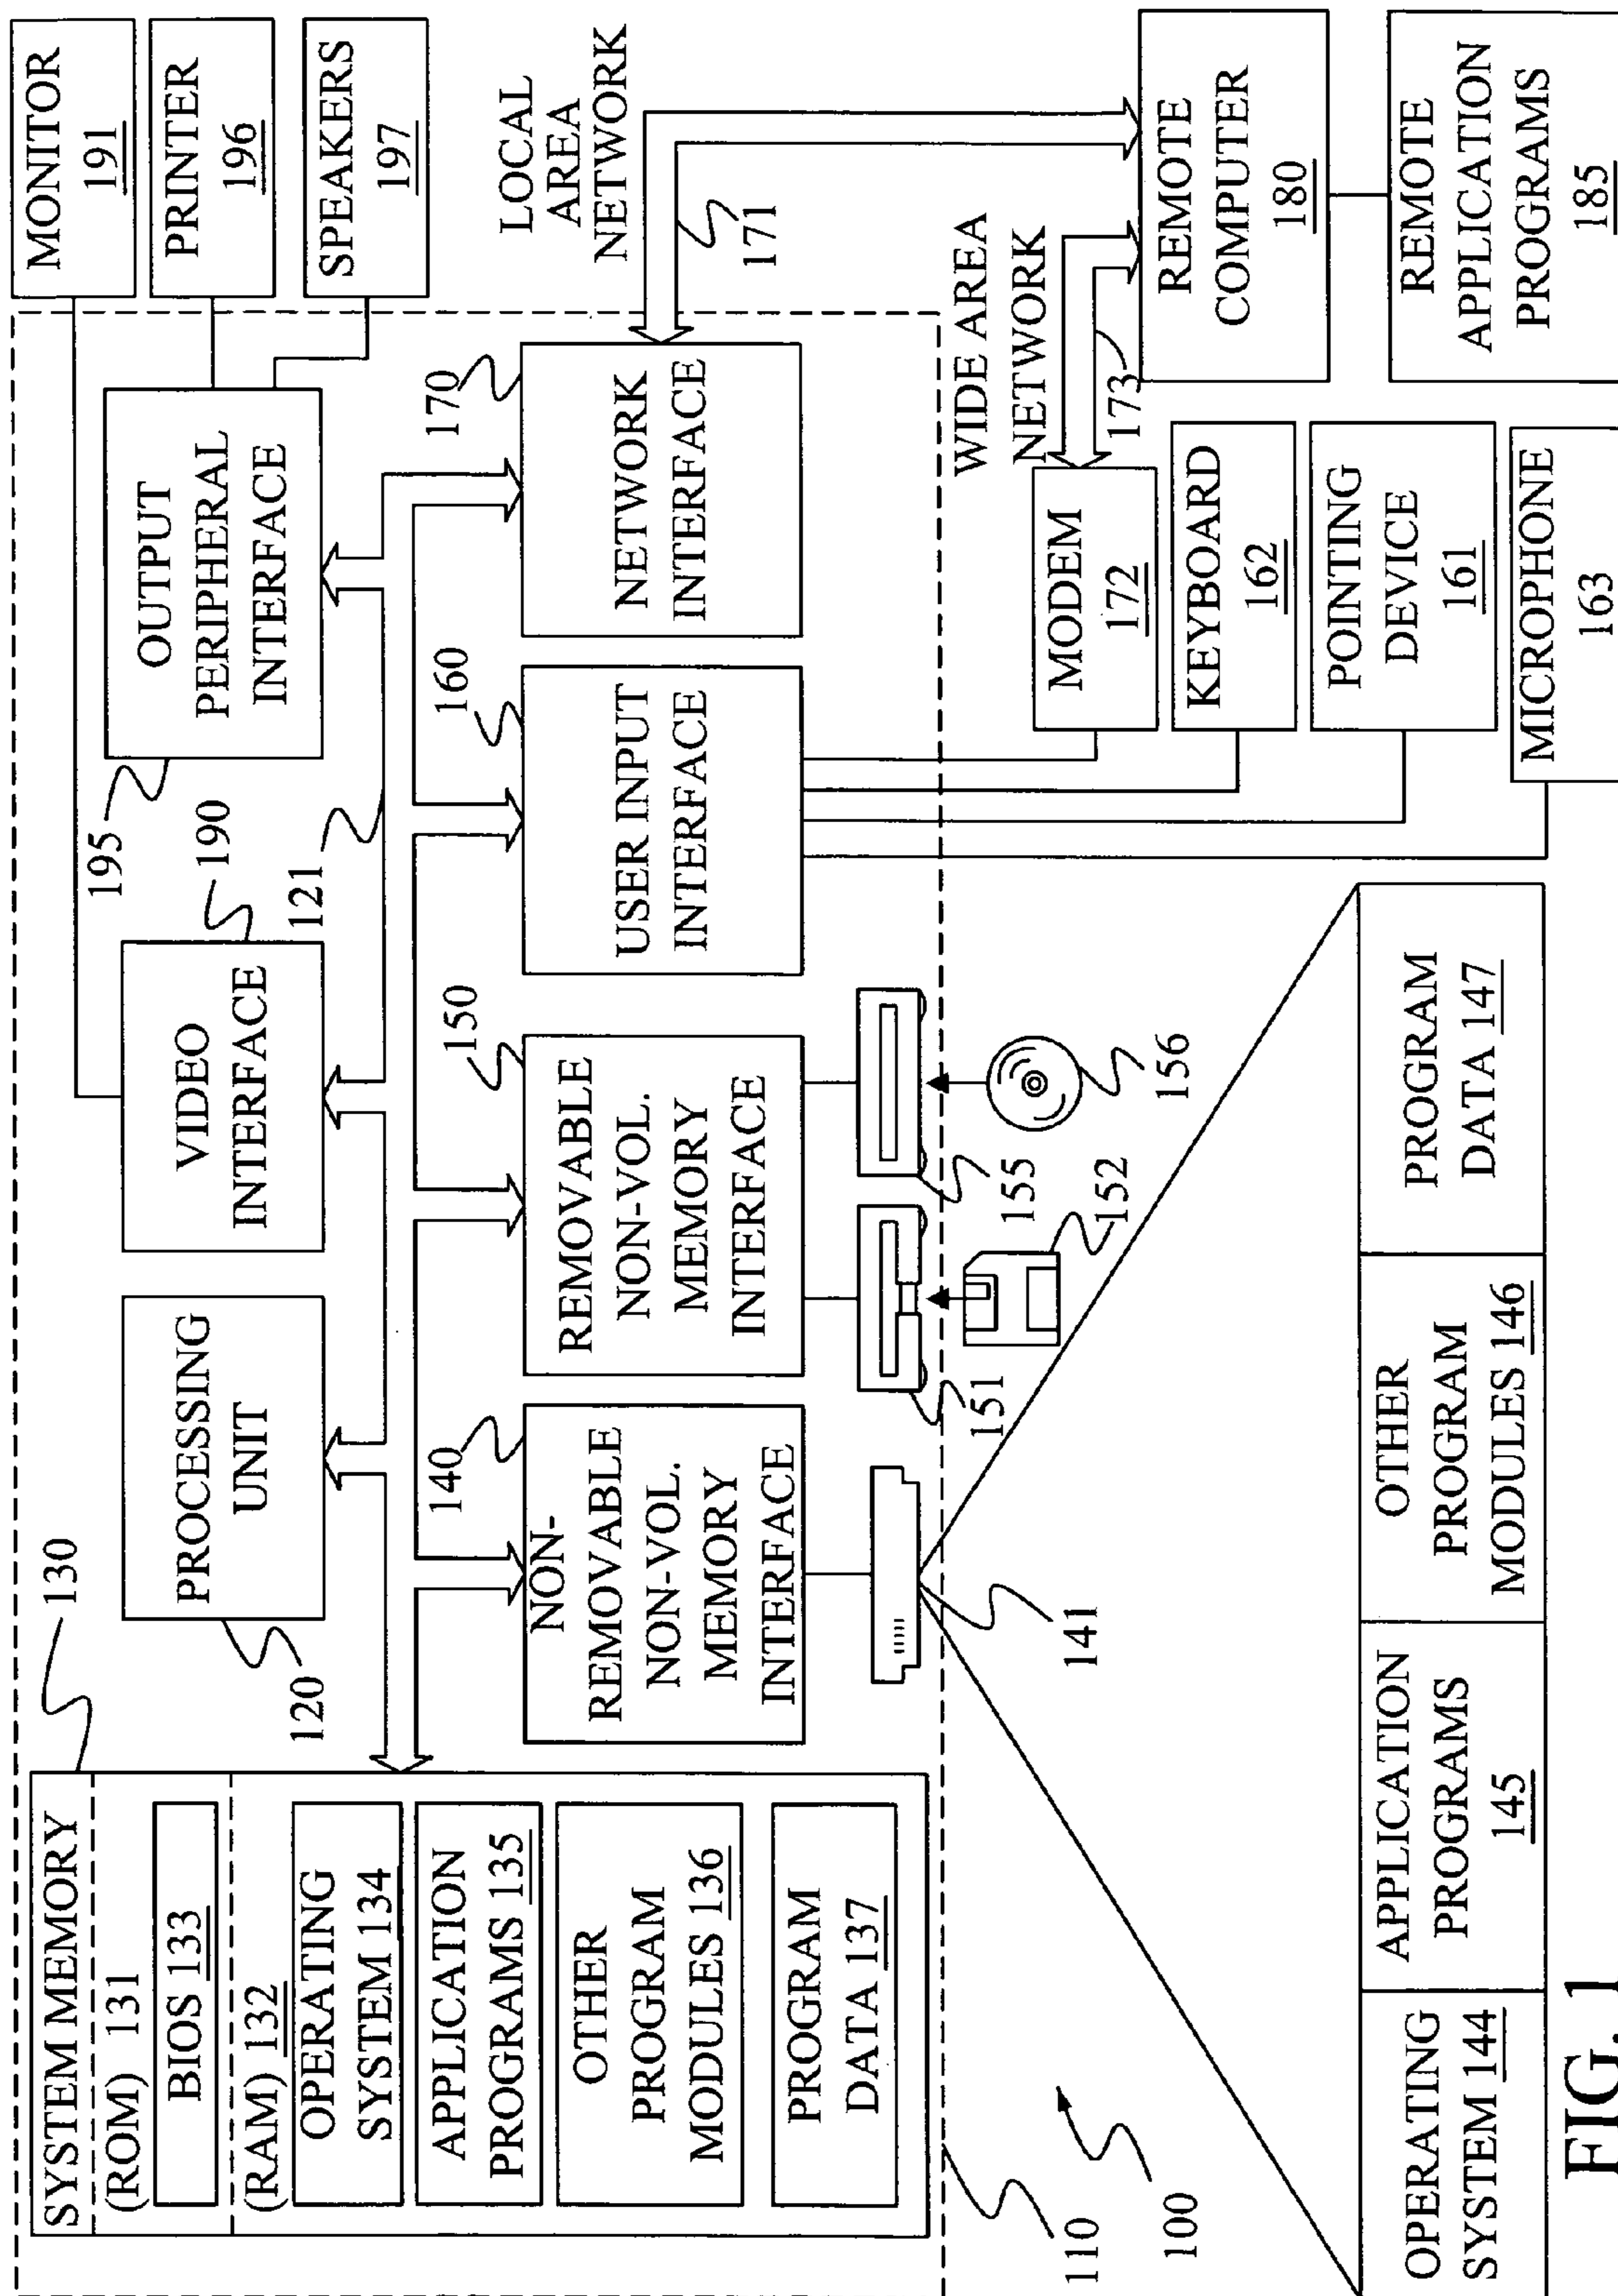 SYSTEM MEMORY
(ROM) 131
BIOS 133
(RAM) 132
OPERATING
SYSTEM 134
APPLICATION
PROGRAMS 135
OTHER
PROGRAM
MODULES 136
PROGRAM
DATA 137
130
PROCESSING
UNIT
120
VIDEO
INTERFACE
190
121
OUTPUT
PERIPHERAL
INTERFACE
195
MONITOR
191
PRINTER
196
SPEAKERS
197
NON-
REMOVABLE
NON-VOL.
MEMORY
INTERFACE
140
REMOVABLE
NON-VOL.
MEMORY
INTERFACE
150
USER INPUT
INTERFACE
160
NETWORK
INTERFACE
170
LOCAL
AREA
NETWORK
171
141
151
152
155
156
WIDE AREA
NETWORK
173
MODEM
172
KEYBOARD
162
POINTING
DEVICE
161
MICROPHONE
163
REMOTE
COMPUTER
180
REMOTE
APPLICATION
PROGRAMS
185
110
100
OPERATING
SYSTEM 144
APPLICATION
PROGRAMS
145
OTHER
PROGRAM
MODULES 146
PROGRAM
DATA 147
FIG. 1